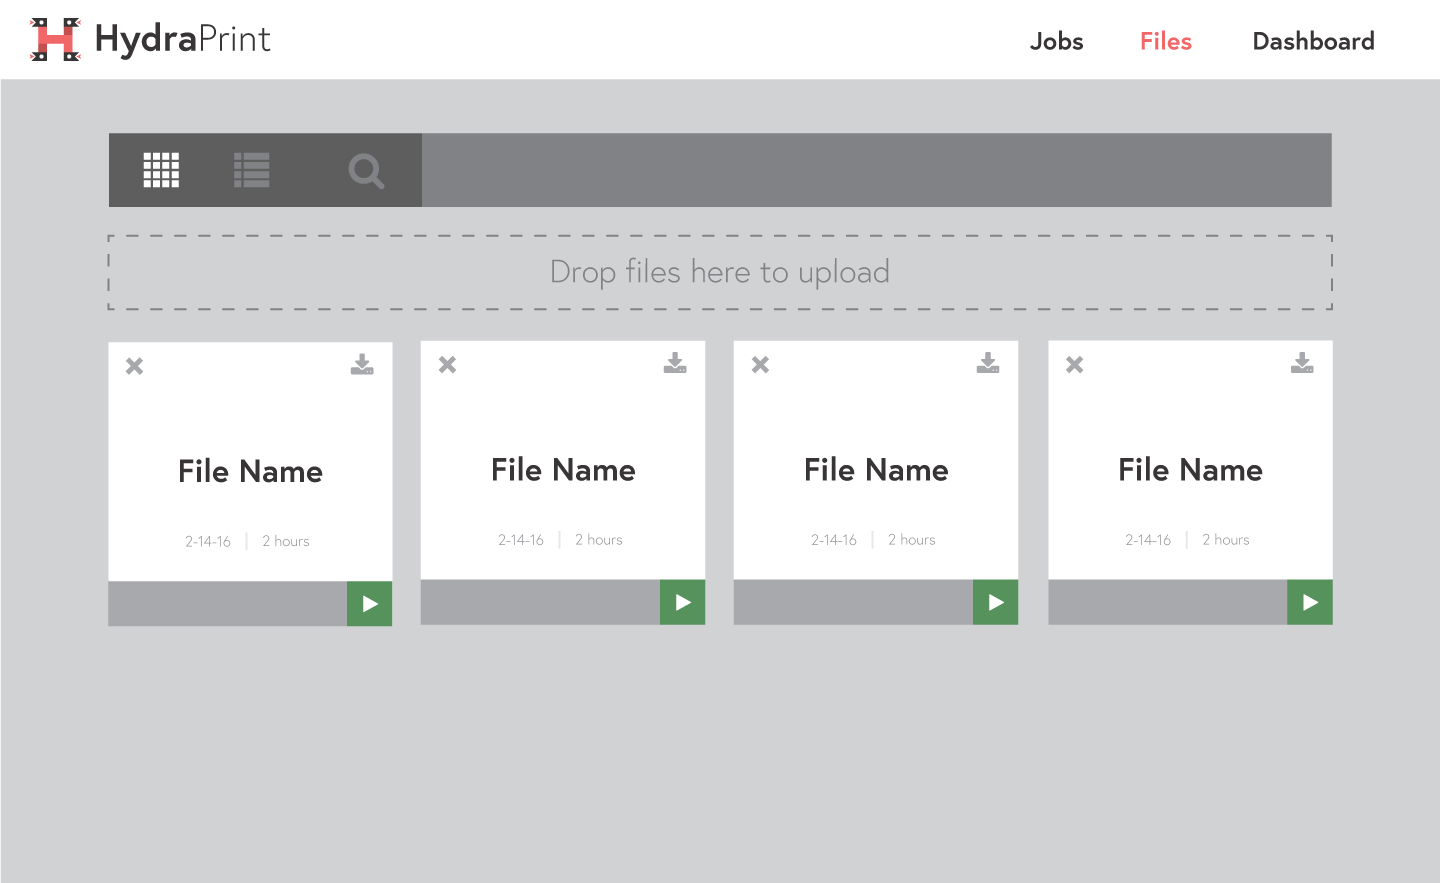 HydraPrint
Jobs Files Dashboard
Drop files here to upload
File Name
2-14-16 | 2 hours
File Name
2-14-16 | 2 hours
File Name
2-14-16 | 2 hours
File Name
2-14-16 | 2 hours